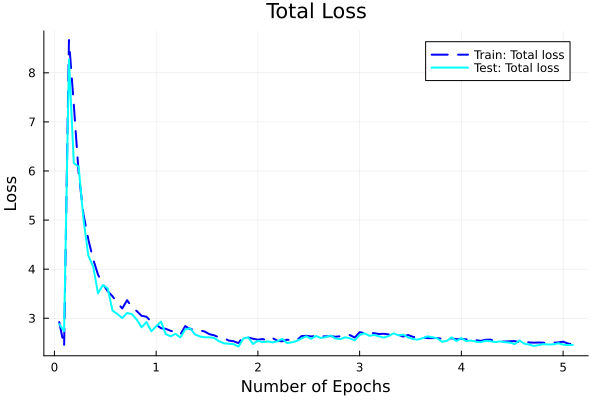 Total Loss
Train: Total loss
Test: Total loss
Loss
8
7
6
5
4
3
0 1 2 3 4 5
Number of Epochs